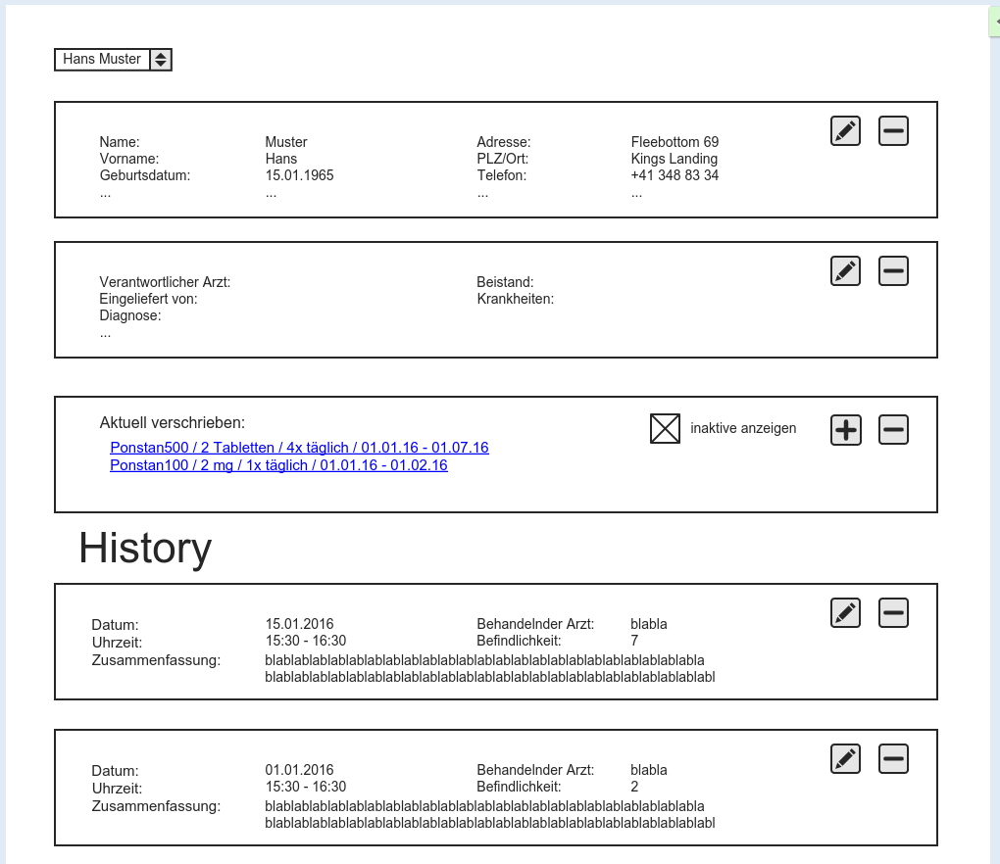 Hans Muster
Name: Muster Adresse: Fleebottom 69
Vorname: Hans PLZ/Ort: Kings Landing
Geburtsdatum: 15.01.1965 Telefon: +41 348 83 34
... ... ... ...
Verantwortlicher Arzt: Beistand:
Eingeliefert von: Krankheiten:
Diagnose:
...
Aktuell verschrieben: inaktive anzeigen
Ponstan500 / 2 Tabletten / 4x täglich / 01.01.16 - 01.07.16
Ponstan100 / 2 mg / 1x täglich / 01.01.16 - 01.02.16
History
Datum: 15.01.2016 Behandelnder Arzt: blabla
Uhrzeit: 15:30 - 16:30 Befindlichkeit: 7
Zusammenfassung: blablablablablablablablablablablablablablablablablablablablablablablabla
blablablablablablablablablablablablablablablablablablablablablablablablabl
Datum: 01.01.2016 Behandelnder Arzt: blabla
Uhrzeit: 15:30 - 16:30 Befindlichkeit: 2
Zusammenfassung: blablablablablablablablablablablablablablablablablablablablablablablabla
blablablablablablablablablablablablablablablablablablablablablablablablabl